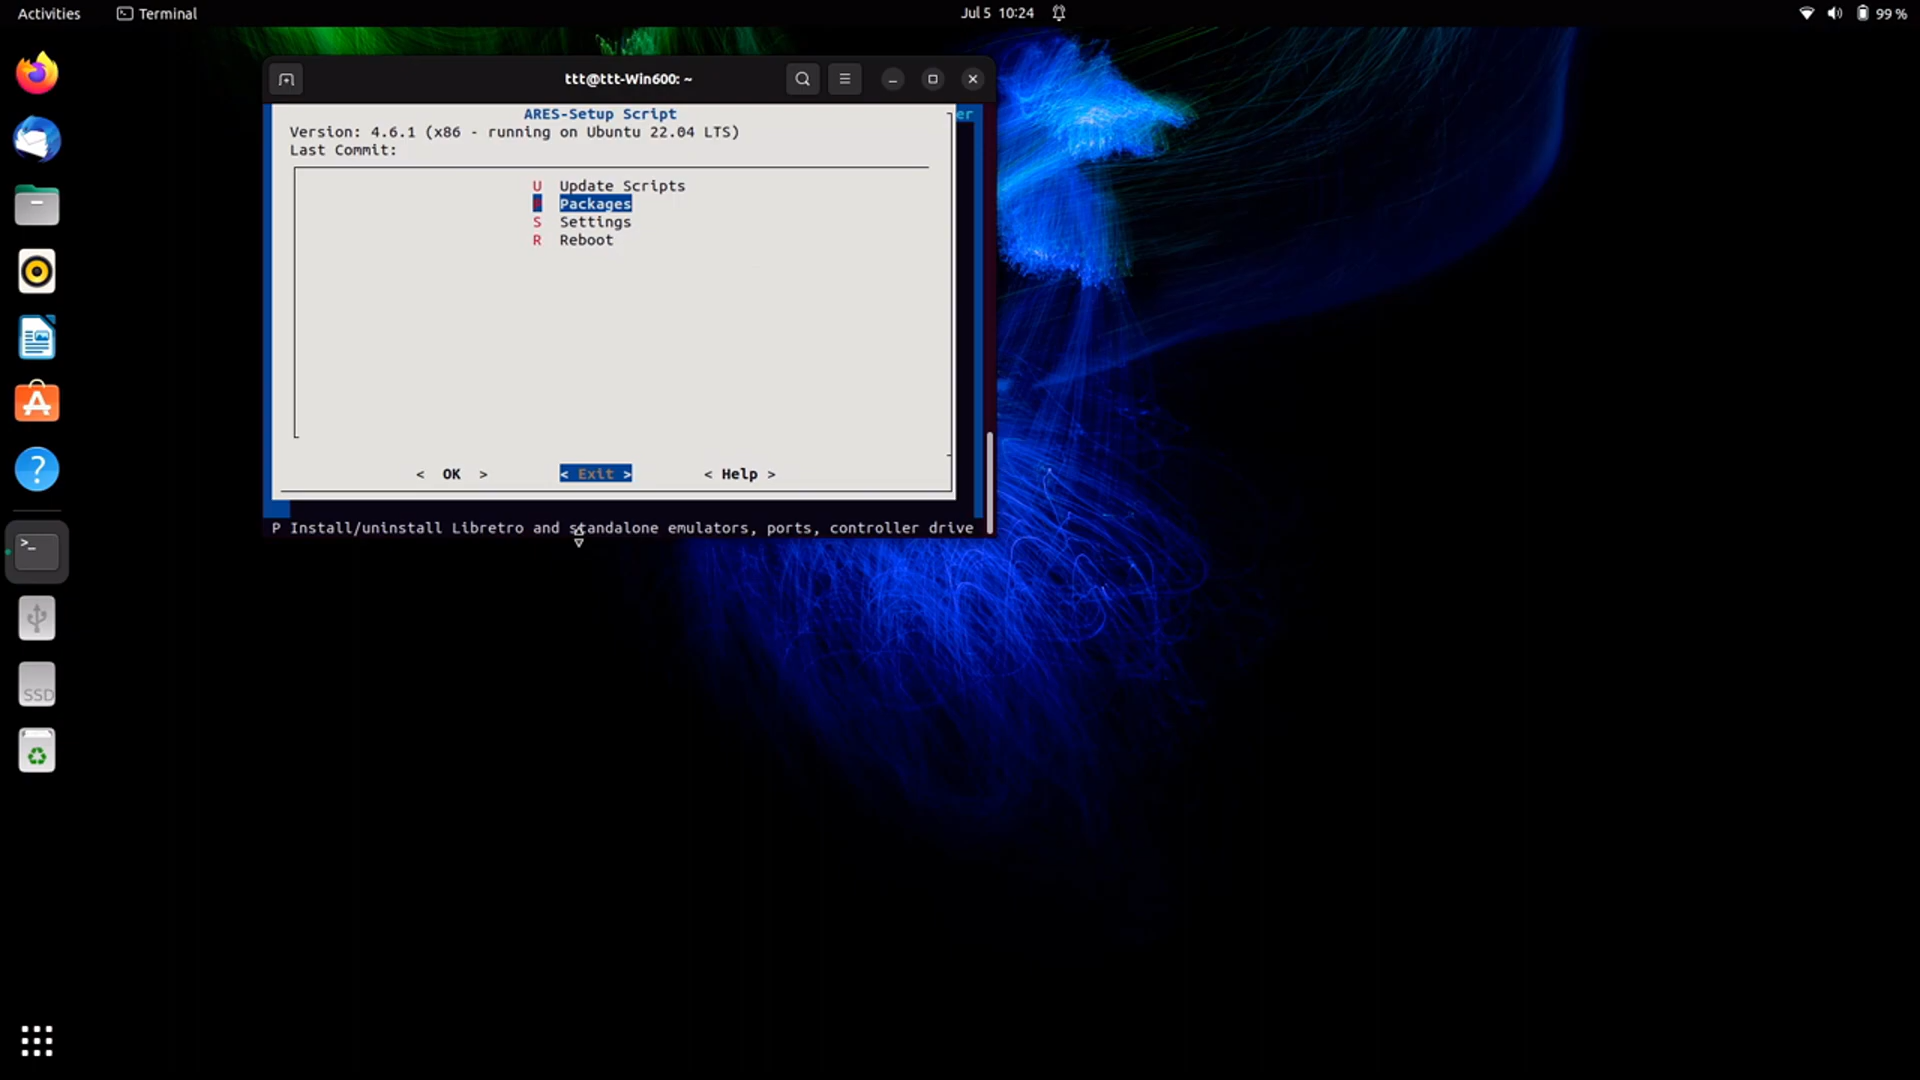 Activities
Terminal
Jul 5 10:24
99 %
ttt@ttt-Win600: ~
er
ARES-Setup Script
Version: 4.6.1 (x86 - running on Ubuntu 22.04 LTS)
Last Commit:
U Update Scripts
P Packages
S Settings
R Reboot
< OK >
< Exit >
< Help >
P Install/uninstall Libretro and standalone emulators, ports, controller drive
>_
SSD